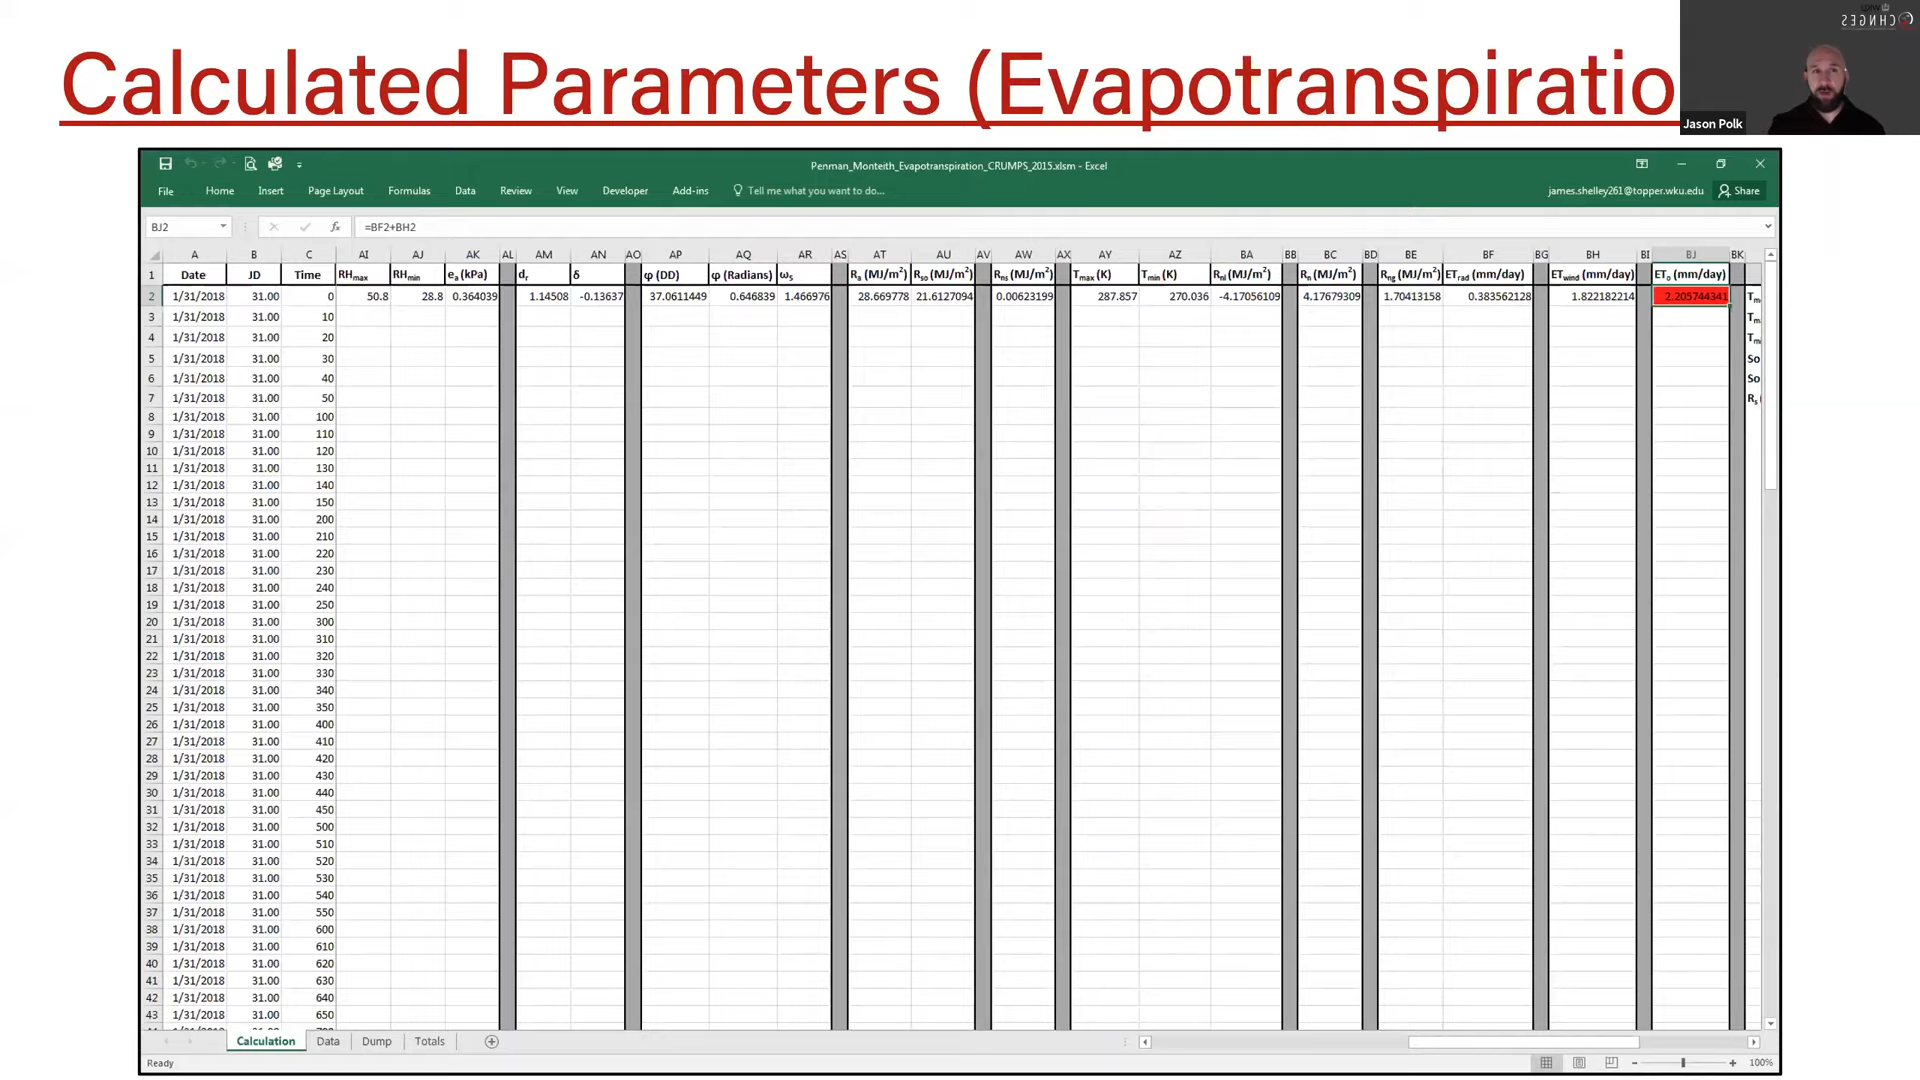 Calculated Parameters (Evapotranspiratio
Jason Polk
Penman_Monteith_Evapotranspiration_CRUMPS_2015.xlsm - Excel
File Home Insert Page Layout Formulas Data Review View Developer Add-ins Tell me what you want to do... james.shelley261@topper.wku.edu Share
BJ2 fx =BF2+BH2
A B C AI AJ AK AL AM AN AO AP AQ AR AS AT AU AV AW AX AY AZ BA BB BC BD BE BF BG BH BI BJ BK
1 Date JD Time RHmax RHmin ea (kPa) dr δ φ (DD) φ (Radians) ωs Ra (MJ/m²) Rso (MJ/m²) Rns (MJ/m²) Tmax (K) Tmin (K) Rnl (MJ/m²) Rn (MJ/m²) Rng (MJ/m²) ETrad (mm/day) ETwind (mm/day) ETo (mm/day)
2 1/31/2018 31.00 0 50.8 28.8 0.364039 1.14508 -0.13637 37.0611449 0.646839 1.466976 28.669778 21.6127094 0.00623199 287.857 270.036 -4.17056109 4.17679309 1.70413158 0.383562128 1.822182214 2.205744341 Tm
3 1/31/2018 31.00 10 Tm
4 1/31/2018 31.00 20 Tm
5 1/31/2018 31.00 30 So
6 1/31/2018 31.00 40 So
7 1/31/2018 31.00 50 Rs
8 1/31/2018 31.00 100
9 1/31/2018 31.00 110
10 1/31/2018 31.00 120
11 1/31/2018 31.00 130
12 1/31/2018 31.00 140
13 1/31/2018 31.00 150
14 1/31/2018 31.00 200
15 1/31/2018 31.00 210
16 1/31/2018 31.00 220
17 1/31/2018 31.00 230
18 1/31/2018 31.00 240
19 1/31/2018 31.00 250
20 1/31/2018 31.00 300
21 1/31/2018 31.00 310
22 1/31/2018 31.00 320
23 1/31/2018 31.00 330
24 1/31/2018 31.00 340
25 1/31/2018 31.00 350
26 1/31/2018 31.00 400
27 1/31/2018 31.00 410
28 1/31/2018 31.00 420
29 1/31/2018 31.00 430
30 1/31/2018 31.00 440
31 1/31/2018 31.00 450
32 1/31/2018 31.00 500
33 1/31/2018 31.00 510
34 1/31/2018 31.00 520
35 1/31/2018 31.00 530
36 1/31/2018 31.00 540
37 1/31/2018 31.00 550
38 1/31/2018 31.00 600
39 1/31/2018 31.00 610
40 1/31/2018 31.00 620
41 1/31/2018 31.00 630
42 1/31/2018 31.00 640
43 1/31/2018 31.00 650
Calculation Data Dump Totals
Ready 100%